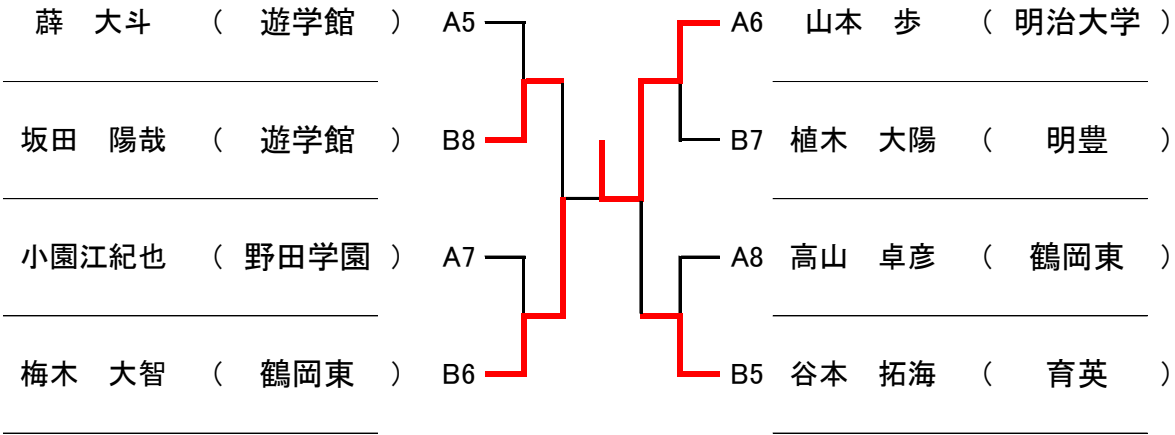 薛　大斗　（　遊学館　）　A5
A6　山本　歩　（　明治大学　）
坂田　陽哉　（　遊学館　）　B8
B7　植木　大陽　（　明豊　）
小園江紀也　（　野田学園　）　A7
A8　高山　卓彦　（　鶴岡東　）
梅木　大智　（　鶴岡東　）　B6
B5　谷本　拓海　（　育英　）